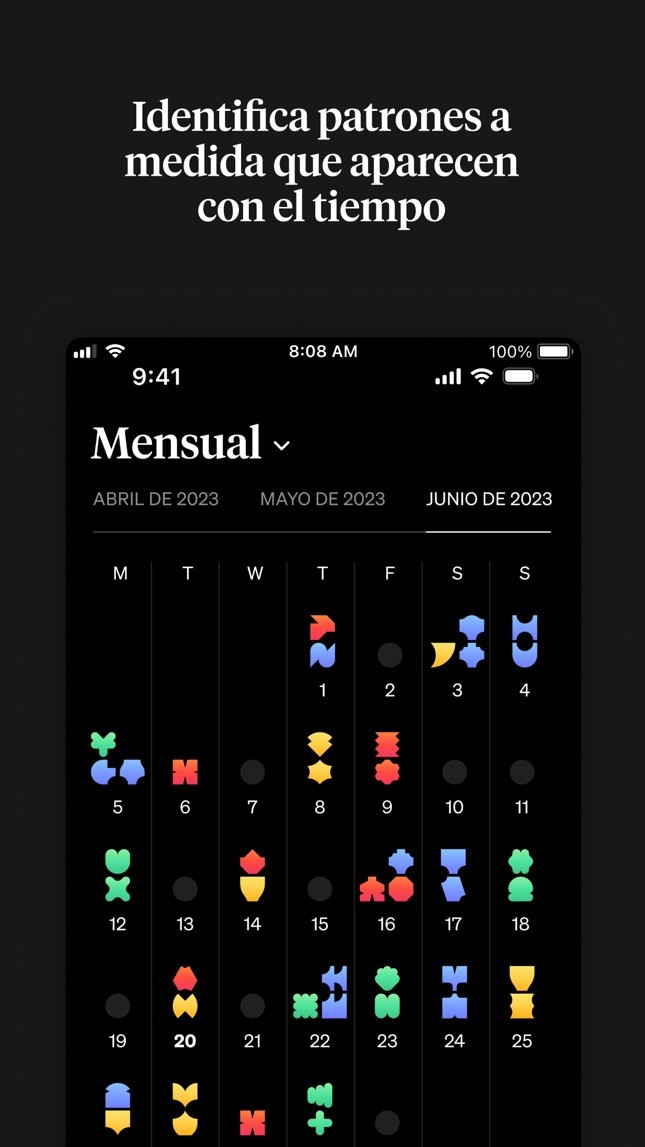 Identifica patrones a
medida que aparecen
con el tiempo
8:08 AM 100%
9:41
Mensual
ABRIL DE 2023 MAYO DE 2023 JUNIO DE 2023
M T W T F S S
1 2 3 4
5 6 7 8 9 10 11
12 13 14 15 16 17 18
19 20 21 22 23 24 25